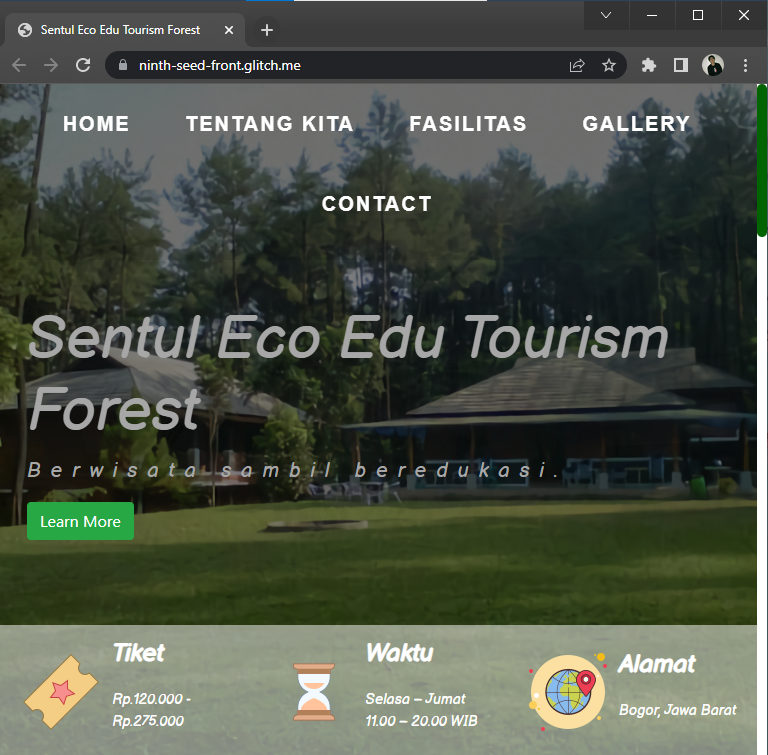 Sentul Eco Edu Tourism Forest
ninth-seed-front.glitch.me
HOME TENTANG KITA FASILITAS GALLERY
CONTACT
Sentul Eco Edu Tourism
Forest
Berwisata sambil beredukasi.
Learn More
Tiket
Rp.120.000 -
Rp.275.000
Waktu
Selasa – Jumat
11.00 – 20.00 WIB
Alamat
Bogor, Jawa Barat